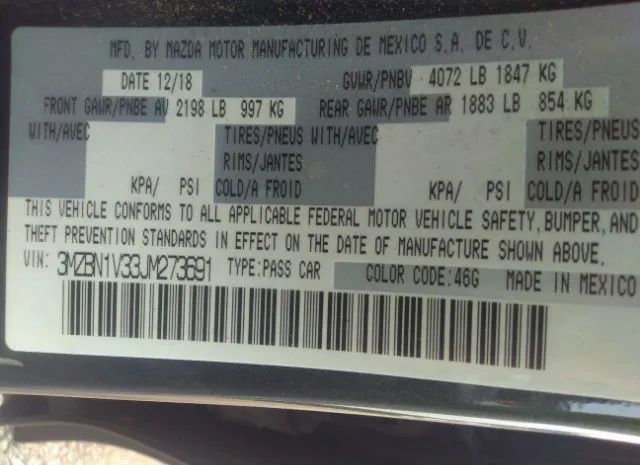 MFD. BY MAZDA MOTOR MANUFACTURING DE MEXICO S.A. DE C.V.
DATE 12/18 GVWR/PNBV 4072 LB 1847 KG
FRONT GAWR/PNBE AV 2198 LB 997 KG REAR GAWR/PNBE AR 1883 LB 854 KG
WITH/AVEC TIRES/PNEUS WITH/AVEC TIRES/PNEUS
RIMS/JANTES RIMS/JANTES
KPA/ PSI COLD/A FROID KPA/ PSI COLD/A FROID
THIS VEHICLE CONFORMS TO ALL APPLICABLE FEDERAL MOTOR VEHICLE SAFETY, BUMPER, AND
THEFT PREVENTION STANDARDS IN EFFECT ON THE DATE OF MANUFACTURE SHOWN ABOVE.
VIN: 3MZBN1V33JM273691 TYPE:PASS CAR COLOR CODE:46G MADE IN MEXICO